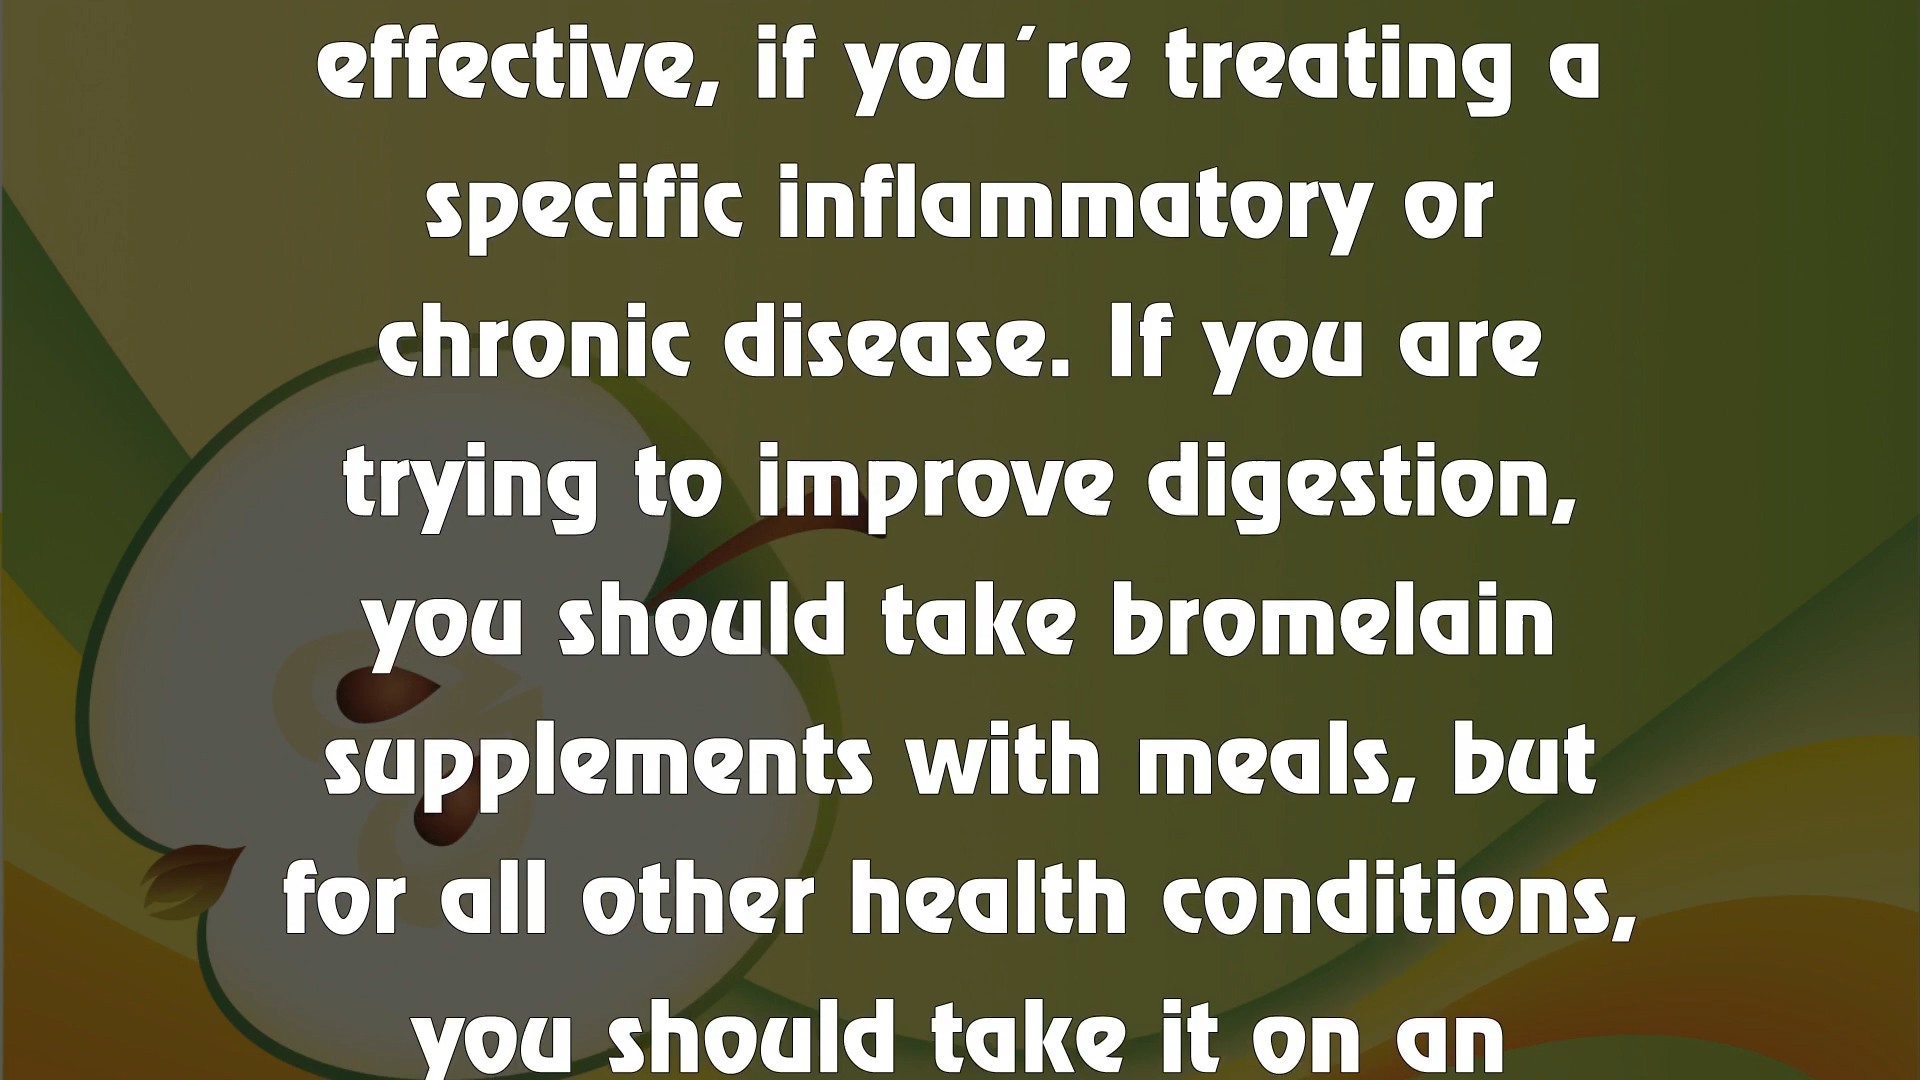 effective, if you´re treating a
specific inflammatory or
chronic disease. If you are
trying to improve digestion,
you should take bromelain
supplements with meals, but
for all other health conditions,
you should take it on an